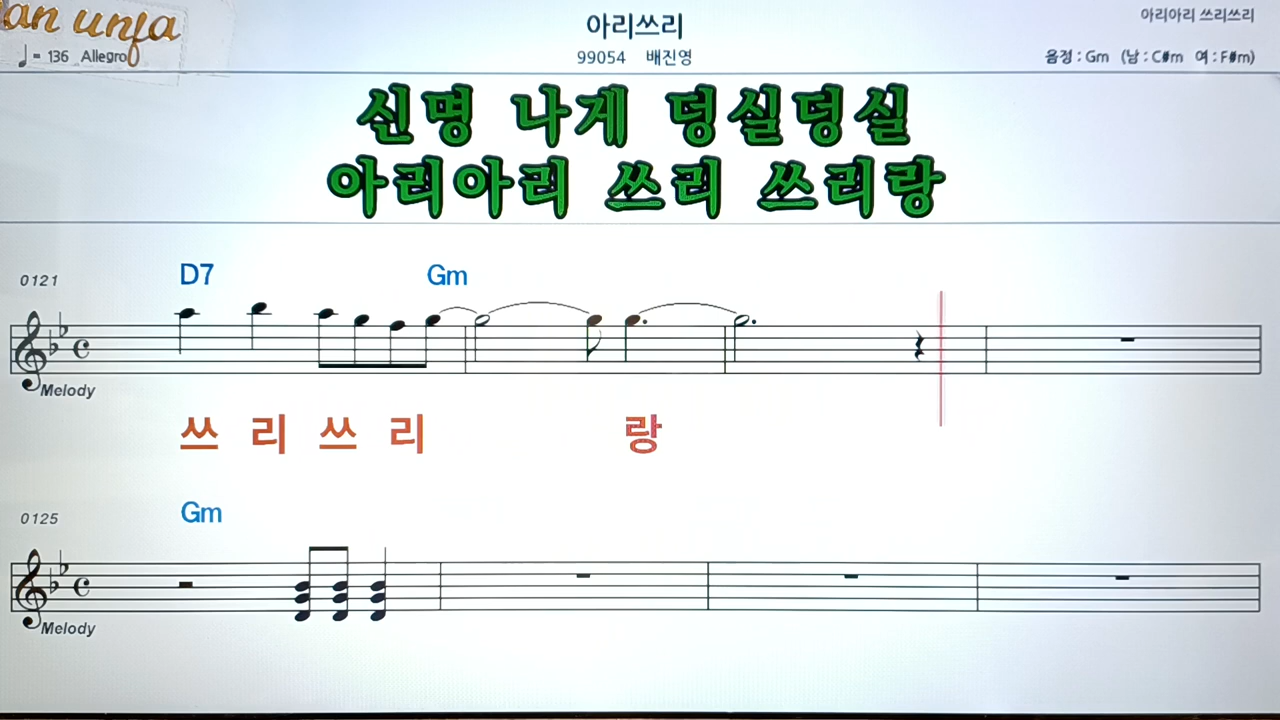 an unfa
아리쓰리
아리아리 쓰리쓰리
♩= 136 Allegro
99054 배진영
음정 : Gm (남 : C#m 여 : F#m)
신명 나게 덩실덩실
아리아리 쓰리 쓰리랑
0121
D7 Gm
Melody
쓰 리 쓰 리 랑
0125
Gm
Melody